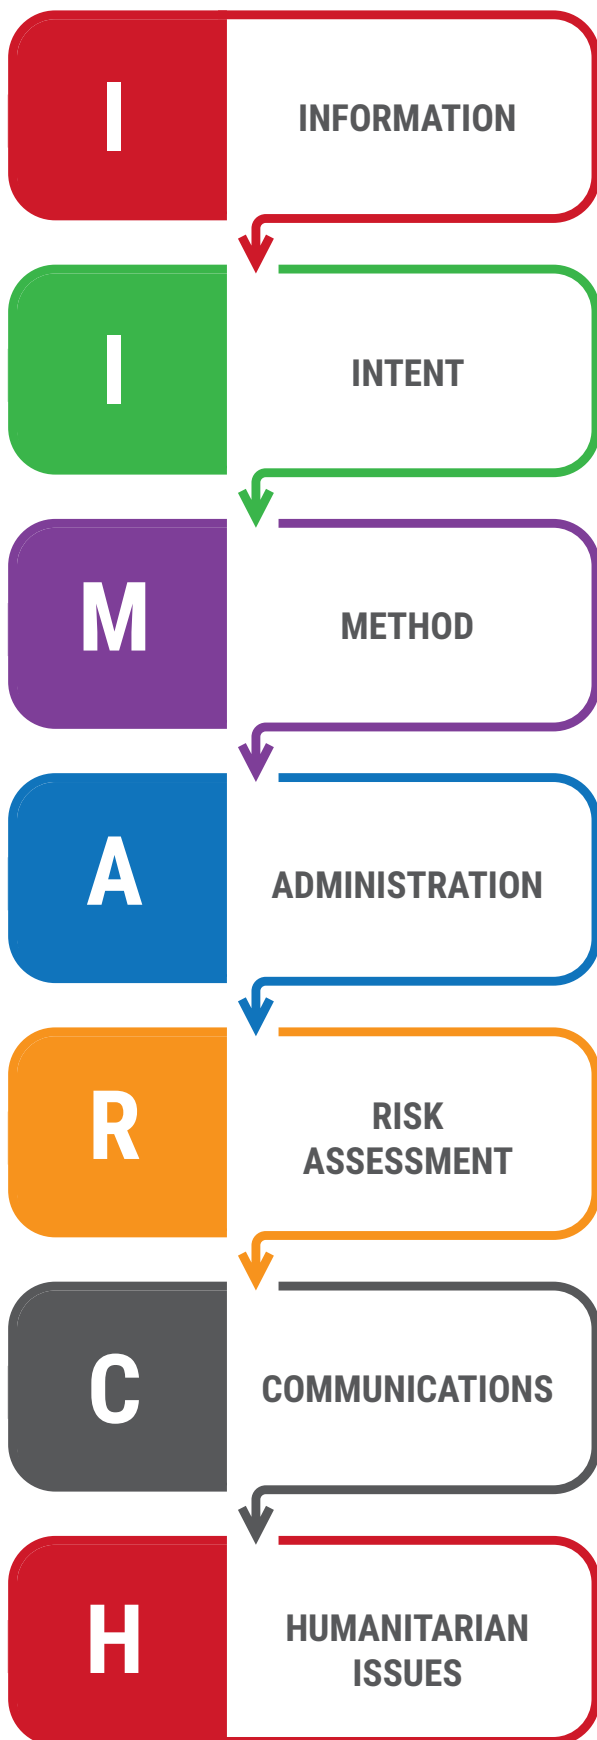 I
INFORMATION
I
INTENT
M
METHOD
A
ADMINISTRATION
R
RISK
ASSESSMENT
C
COMMUNICATIONS
H
HUMANITARIAN
ISSUES